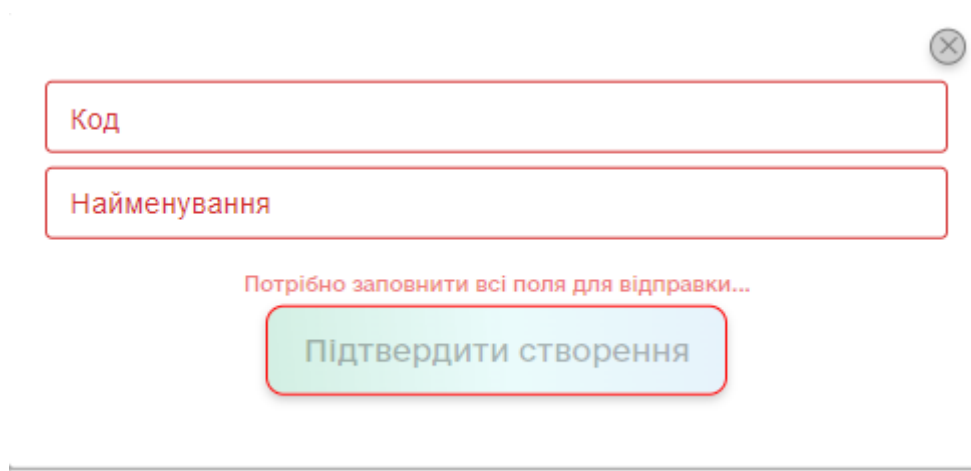 Код
Найменування
Потрібно заповнити всі поля для відправки...
Підтвердити створення